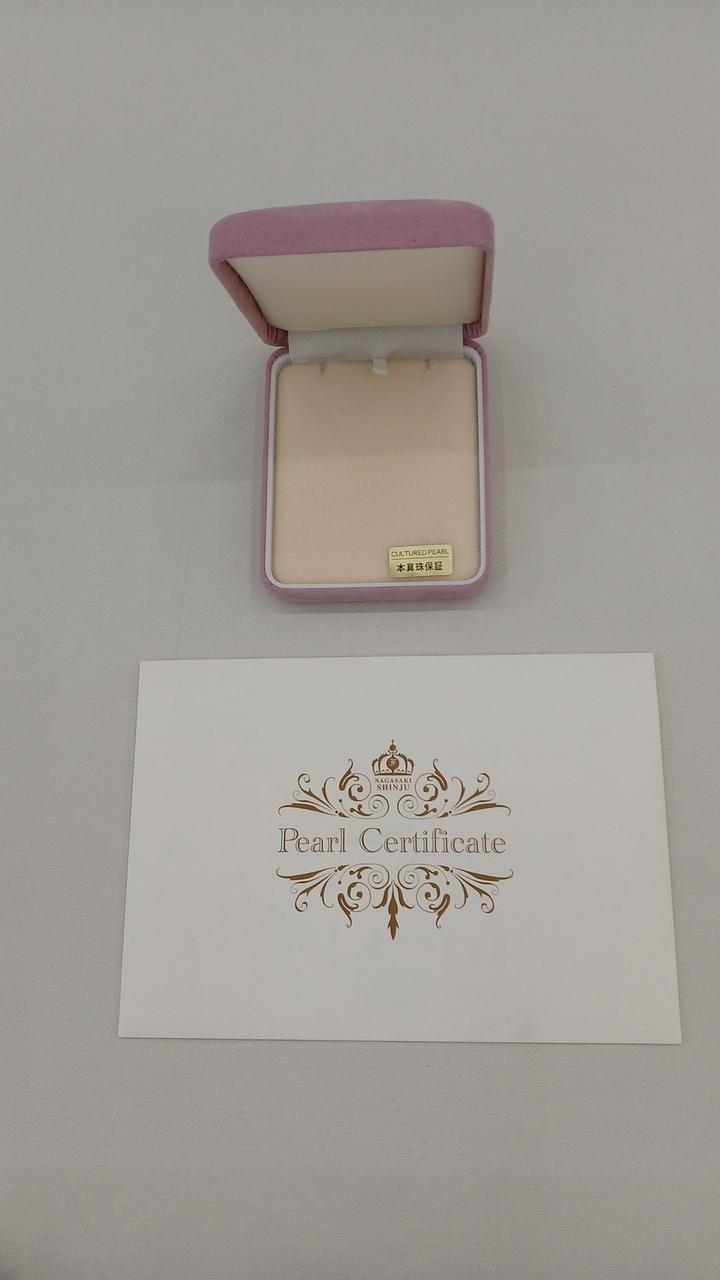 CULTURED PEARL
本真珠保証
NAGASAKI
SHINJU
Pearl Certificate